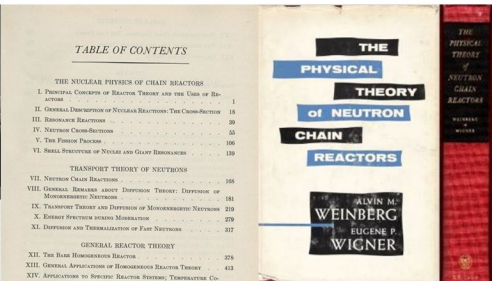 TABLE OF CONTENTS
THE NUCLEAR PHYSICS OF CHAIN REACTORS
I. PRINCIPAL CONCEPTS OF REACTOR THEORY AND THE USES OF RE-
ACTORS 1
II. GENERAL DESCRIPTION OF NUCLEAR REACTIONS: THE CROSS-SECTION 18
III. RESONANCE REACTIONS 39
IV. NEUTRON CROSS-SECTIONS 55
V. THE FISSION PROCESS 106
VI. SHELL STRUCTURE OF NUCLEI AND GIANT RESONANCES 139
TRANSPORT THEORY OF NEUTRONS
VII. NEUTRON CHAIN REACTIONS 168
VIII. GENERAL REMARKS ABOUT DIFFUSION THEORY: DIFFUSION OF
MONOENERGETIC NEUTRONS 181
IX. TRANSPORT THEORY AND DIFFUSION OF MONOENERGETIC NEUTRONS 219
X. ENERGY SPECTRUM DURING MODERATION 279
XI. DIFFUSION AND THERMALIZATION OF FAST NEUTRONS 317
GENERAL REACTOR THEORY
XII. THE BARE HOMOGENEOUS REACTOR 378
XIII. GENERAL APPLICATIONS OF HOMOGENEOUS REACTOR THEORY 413
XIV. APPLICATIONS TO SPECIFIC REACTOR SYSTEMS; TEMPERATURE CO-
THE
PHYSICAL
THEORY
of NEUTRON
CHAIN
REACTORS
ALVIN M.
WEINBERG
EUGENE P.
WIGNER
THE
PHYSICAL
THEORY
of
NEUTRON
CHAIN
REACTORS
WEINBERG
WIGNER